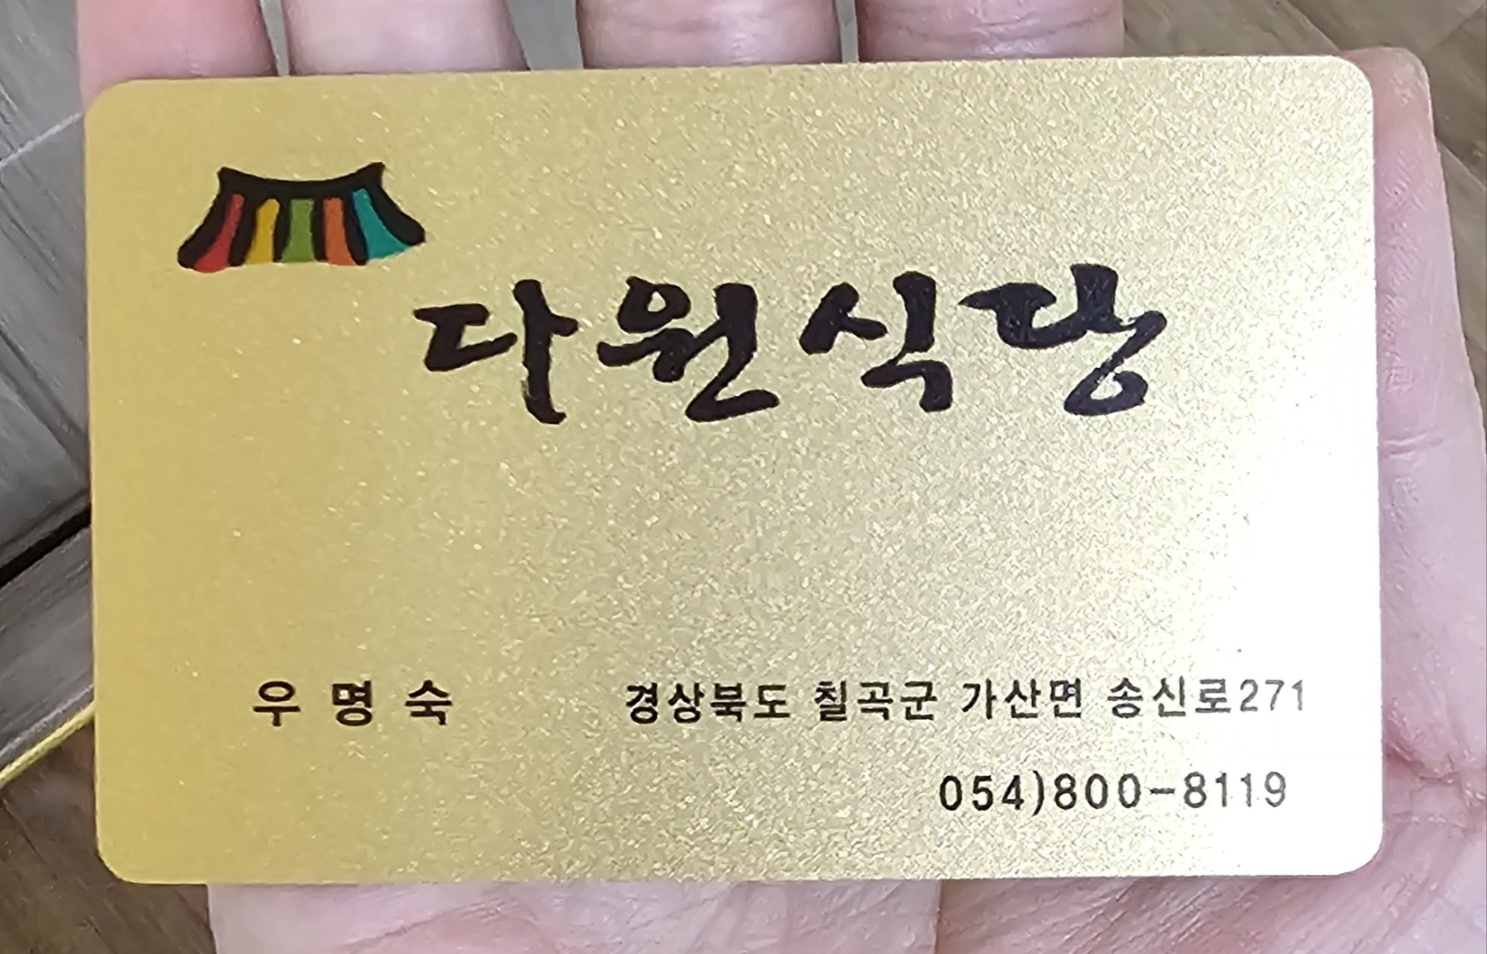 다원식당
우명숙
경상북도 칠곡군 가산면 송신로271
054)800-8119